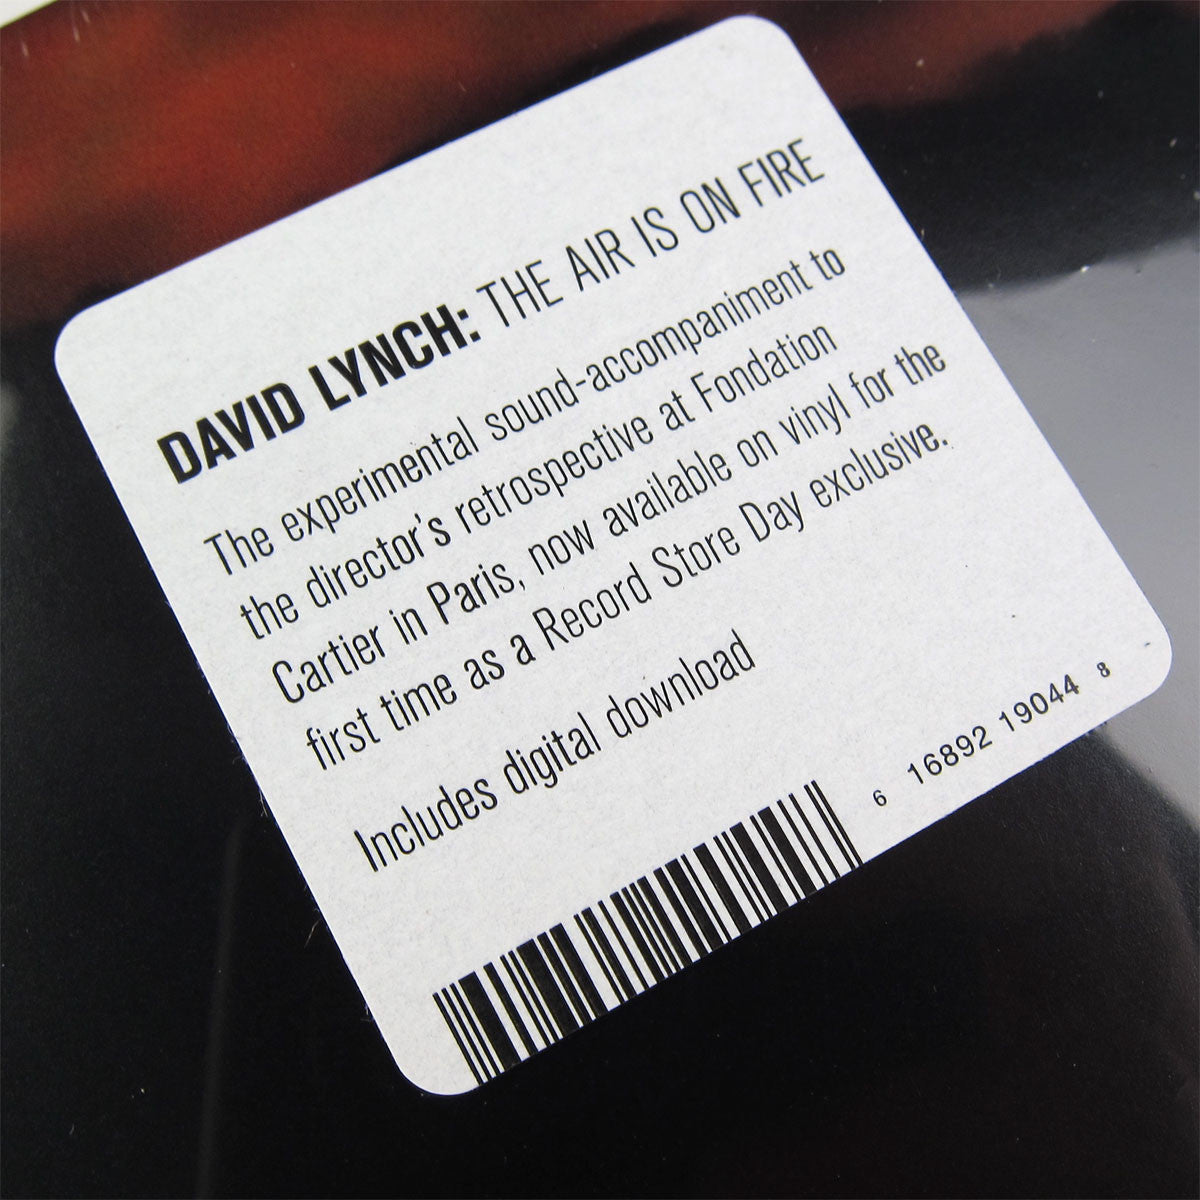 DAVID LYNCH: THE AIR IS ON FIRE
The experimental sound-accompaniment to
the director's retrospective at Fondation
Cartier in Paris, now available on vinyl for the
first time as a Record Store Day exclusive.
Includes digital download
6 16892 19044 8